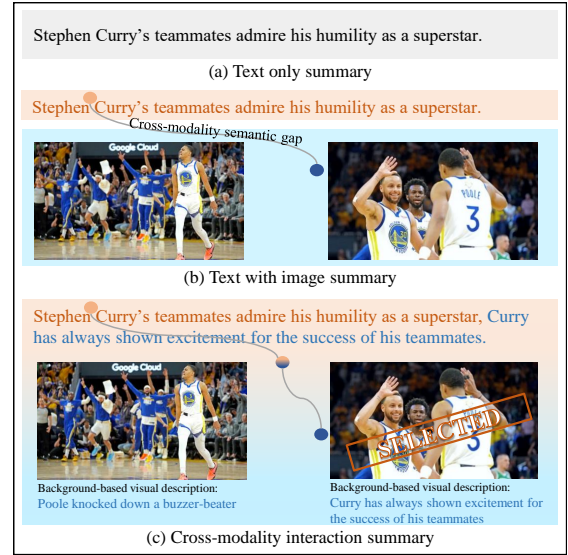 Stephen Curry's teammates admire his humility as a superstar.
(a) Text only summary
Stephen Curry's teammates admire his humility as a superstar.
Cross-modality semantic gap
Google Cloud
POOLE
3
(b) Text with image summary
Stephen Curry's teammates admire his humility as a superstar, Curry
has always shown excitement for the success of his teammates.
Google Cloud
SELECTED
3
Background-based visual description:
Poole knocked down a buzzer-beater
Background-based visual description:
Curry has always shown excitement for
the success of his teammates
(c) Cross-modality interaction summary